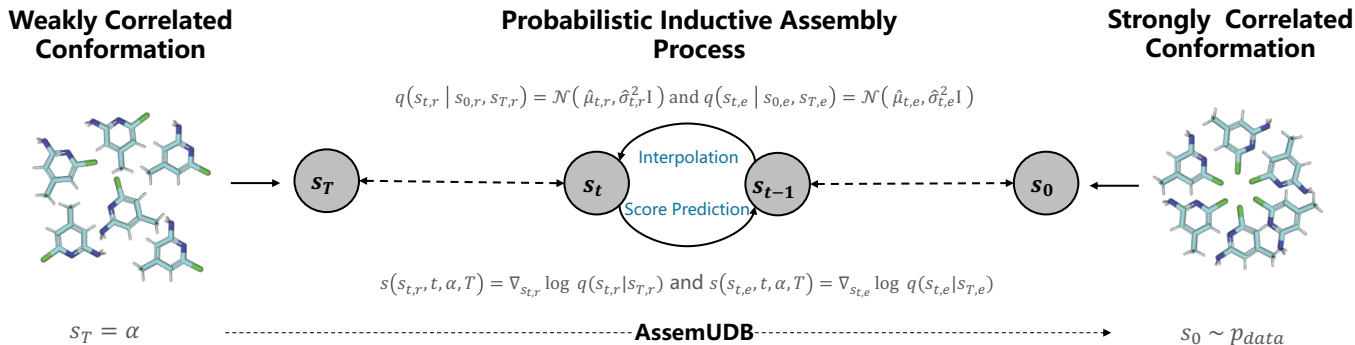 Weakly Correlated
Conformation
Probabilistic Inductive Assembly
Process
Strongly Correlated
Conformation
q(s_{t,r} | s_{0,r}, s_{T,r}) = 𝒩( μ̂_{t,r}, σ̂²_{t,r}I ) and q(s_{t,e} | s_{0,e}, s_{T,e}) = 𝒩( μ̂_{t,e}, σ̂²_{t,e}I )
Interpolation
s_T
s_t
s_{t−1}
s_0
Score Prediction
s(s_{t,r}, t, α, T) = ∇_{s_{t,r}} log q(s_{t,r}|s_{T,r}) and s(s_{t,e}, t, α, T) = ∇_{s_{t,e}} log q(s_{t,e}|s_{T,e})
s_T = α
AssemUDB
s_0 ~ p_{data}